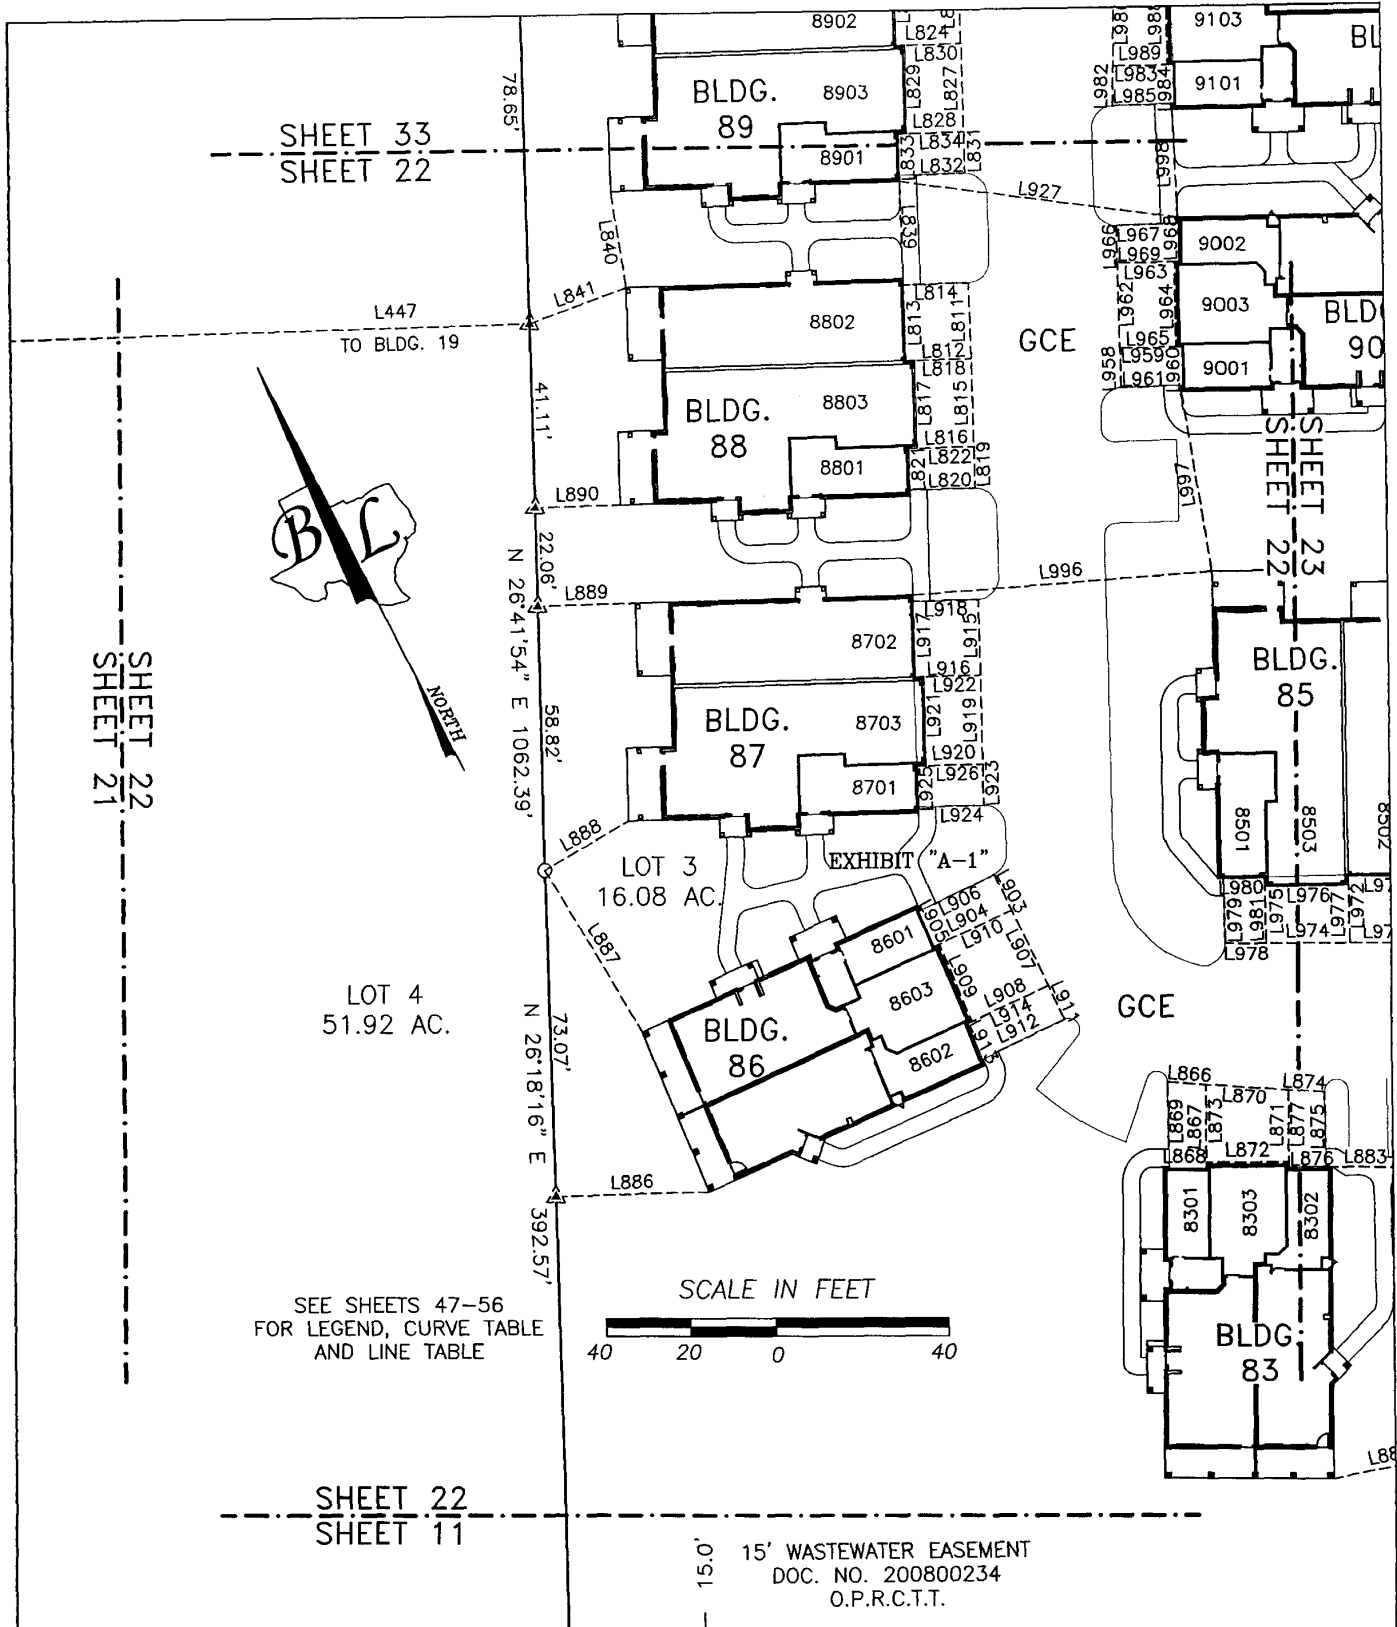 8902
L824
L830
BLDG.
89
8903
L829
L827
L828
8901
L833
L834
L832
L831
78.65'
SHEET 33
SHEET 22
9103
BL
L989
L983
L982
L984
L985
9101
L998
L927
L839
L840
L841
L447
TO BLDG. 19
L966
L967
L968
L969
9002
L963
L962
L964
9003
L965
BLD
90
L958
L959
L960
L961
9001
L814
8802
L813
L811
L812
GCE
L818
BLDG.
88
8803
L817
L815
L816
8801
L821
L822
L820
L819
41.11'
L890
B L
NORTH
SHEET 23
SHEET 22
L997
22.06'
L889
N 26°41'54" E 1062.39'
L996
L918
8702
L917
L915
L916
L922
BLDG.
87
8703
L921
L919
L920
8701
L925
L926
L923
L924
58.82'
SHEET 22
SHEET 21
BLDG.
85
8501
8503
8502
L980
L979
L981
L975
L976
L977
L972
L974
L978
L97
L97
L888
LOT 3
16.08 AC.
EXHIBIT "A-1"
L887
L906
L903
L905
L904
L910
8601
L907
L909
8603
L908
L914
L911
L912
L913
BLDG.
86
8602
LOT 4
51.92 AC.
73.07'
N 26°18'16" E
GCE
L866
L874
L870
L869
L867
L873
L871
L877
L875
L868
L872
L876
L883
L886
392.57'
8301
8303
8302
BLDG.
83
L88
SEE SHEETS 47-56
FOR LEGEND, CURVE TABLE
AND LINE TABLE
SCALE IN FEET
40 20 0 40
SHEET 22
SHEET 11
15.0'
15' WASTEWATER EASEMENT
DOC. NO. 200800234
O.P.R.C.T.T.